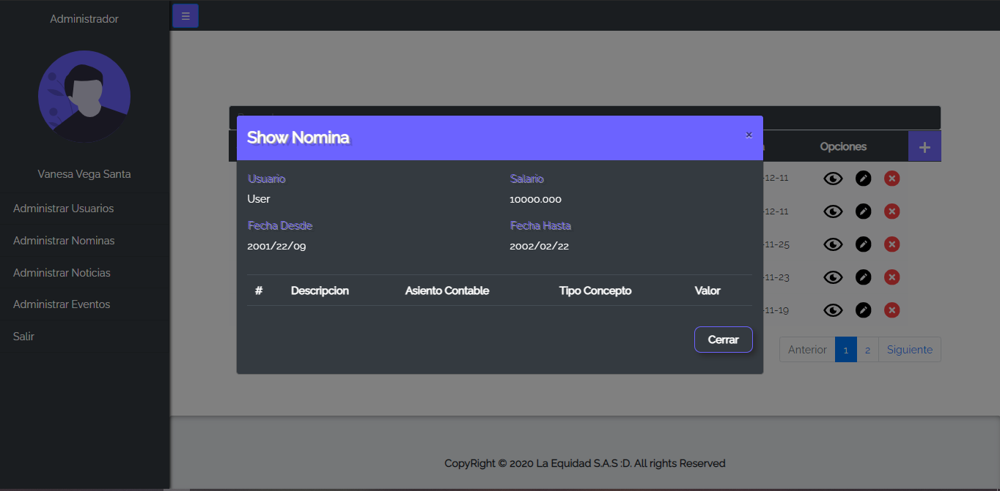 Administrador
☰
Vanesa Vega Santa
Administrar Usuarios
Administrar Nominas
Administrar Noticias
Administrar Eventos
Salir
Show Nomina
×
Usuario
Salario
User
10000.000
Fecha Desde
Fecha Hasta
2001/22/09
2002/02/22
# Descripcion Asiento Contable Tipo Concepto Valor
Cerrar
Opciones +
-12-11
-12-11
-11-25
-11-23
-11-19
Anterior 1 2 Siguiente
CopyRight © 2020 La Equidad S.A.S :D. All rights Reserved